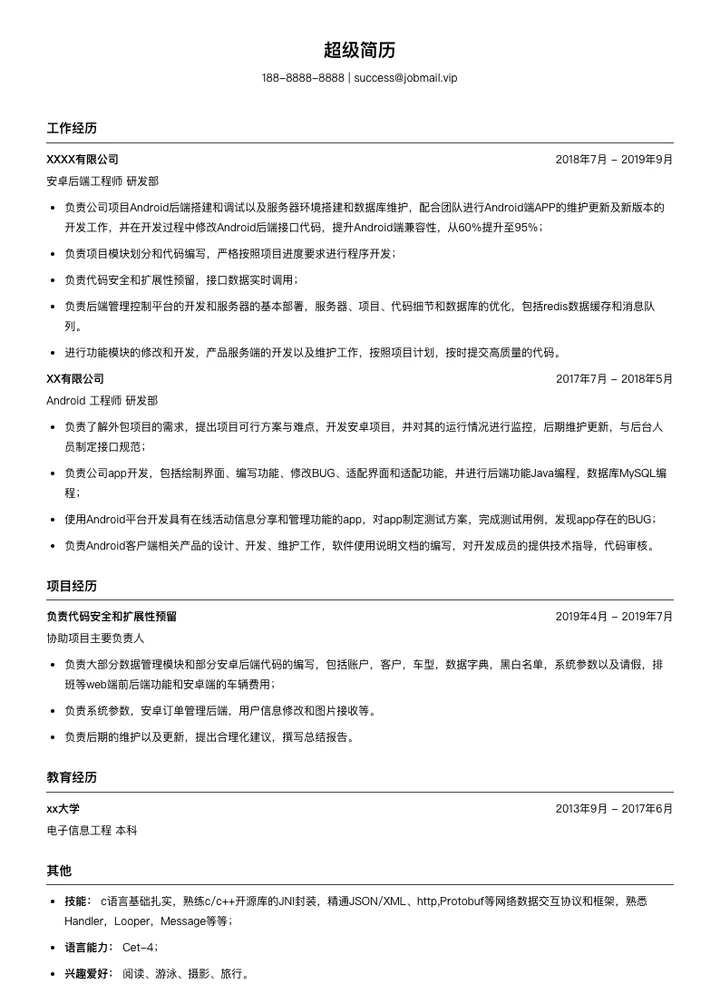 超级简历
188-8888-8888 | success@jobmail.vip
工作经历
XXXX有限公司 2018年7月 - 2019年9月
安卓后端工程师 研发部
• 负责公司项目Android后端搭建和调试以及服务器环境搭建和数据库维护，配合团队进行Android端APP的维护更新及新版本的
开发工作，并在开发过程中修改Android后端接口代码，提升Android端兼容性，从60%提升至95%；
• 负责项目模块划分和代码编写，严格按照项目进度要求进行程序开发；
• 负责代码安全和扩展性预留，接口数据实时调用；
• 负责后端管理控制平台的开发和服务器的基本部署，服务器、项目、代码细节和数据库的优化，包括redis数据缓存和消息队
列。
• 进行功能模块的修改和开发，产品服务端的开发以及维护工作，按照项目计划，按时提交高质量的代码。
XX有限公司 2017年7月 - 2018年5月
Android 工程师 研发部
• 负责了解外包项目的需求，提出项目可行方案与难点，开发安卓项目，并对其的运行情况进行监控，后期维护更新，与后台人
员制定接口规范；
• 负责公司app开发，包括绘制界面、编写功能、修改BUG、适配界面和适配功能，并进行后端功能Java编程，数据库MySQL编
程；
• 使用Android平台开发具有在线活动信息分享和管理功能的app，对app制定测试方案，完成测试用例，发现app存在的BUG；
• 负责Android客户端相关产品的设计、开发、维护工作，软件使用说明文档的编写，对开发成员的提供技术指导，代码审核。
项目经历
负责代码安全和扩展性预留 2019年4月 - 2019年7月
协助项目主要负责人
• 负责大部分数据管理模块和部分安卓后端代码的编写，包括账户，客户，车型，数据字典，黑白名单，系统参数以及请假，排
班等web端前后端功能和安卓端的车辆费用；
• 负责系统参数，安卓订单管理后端，用户信息修改和图片接收等。
• 负责后期的维护以及更新，提出合理化建议，撰写总结报告。
教育经历
xx大学 2013年9月 - 2017年6月
电子信息工程 本科
其他
• 技能： c语言基础扎实，熟练c/c++开源库的JNI封装，精通JSON/XML、http,Protobuf等网络数据交互协议和框架，熟悉
Handler，Looper，Message等等；
• 语言能力： Cet-4；
• 兴趣爱好： 阅读、游泳、摄影、旅行。